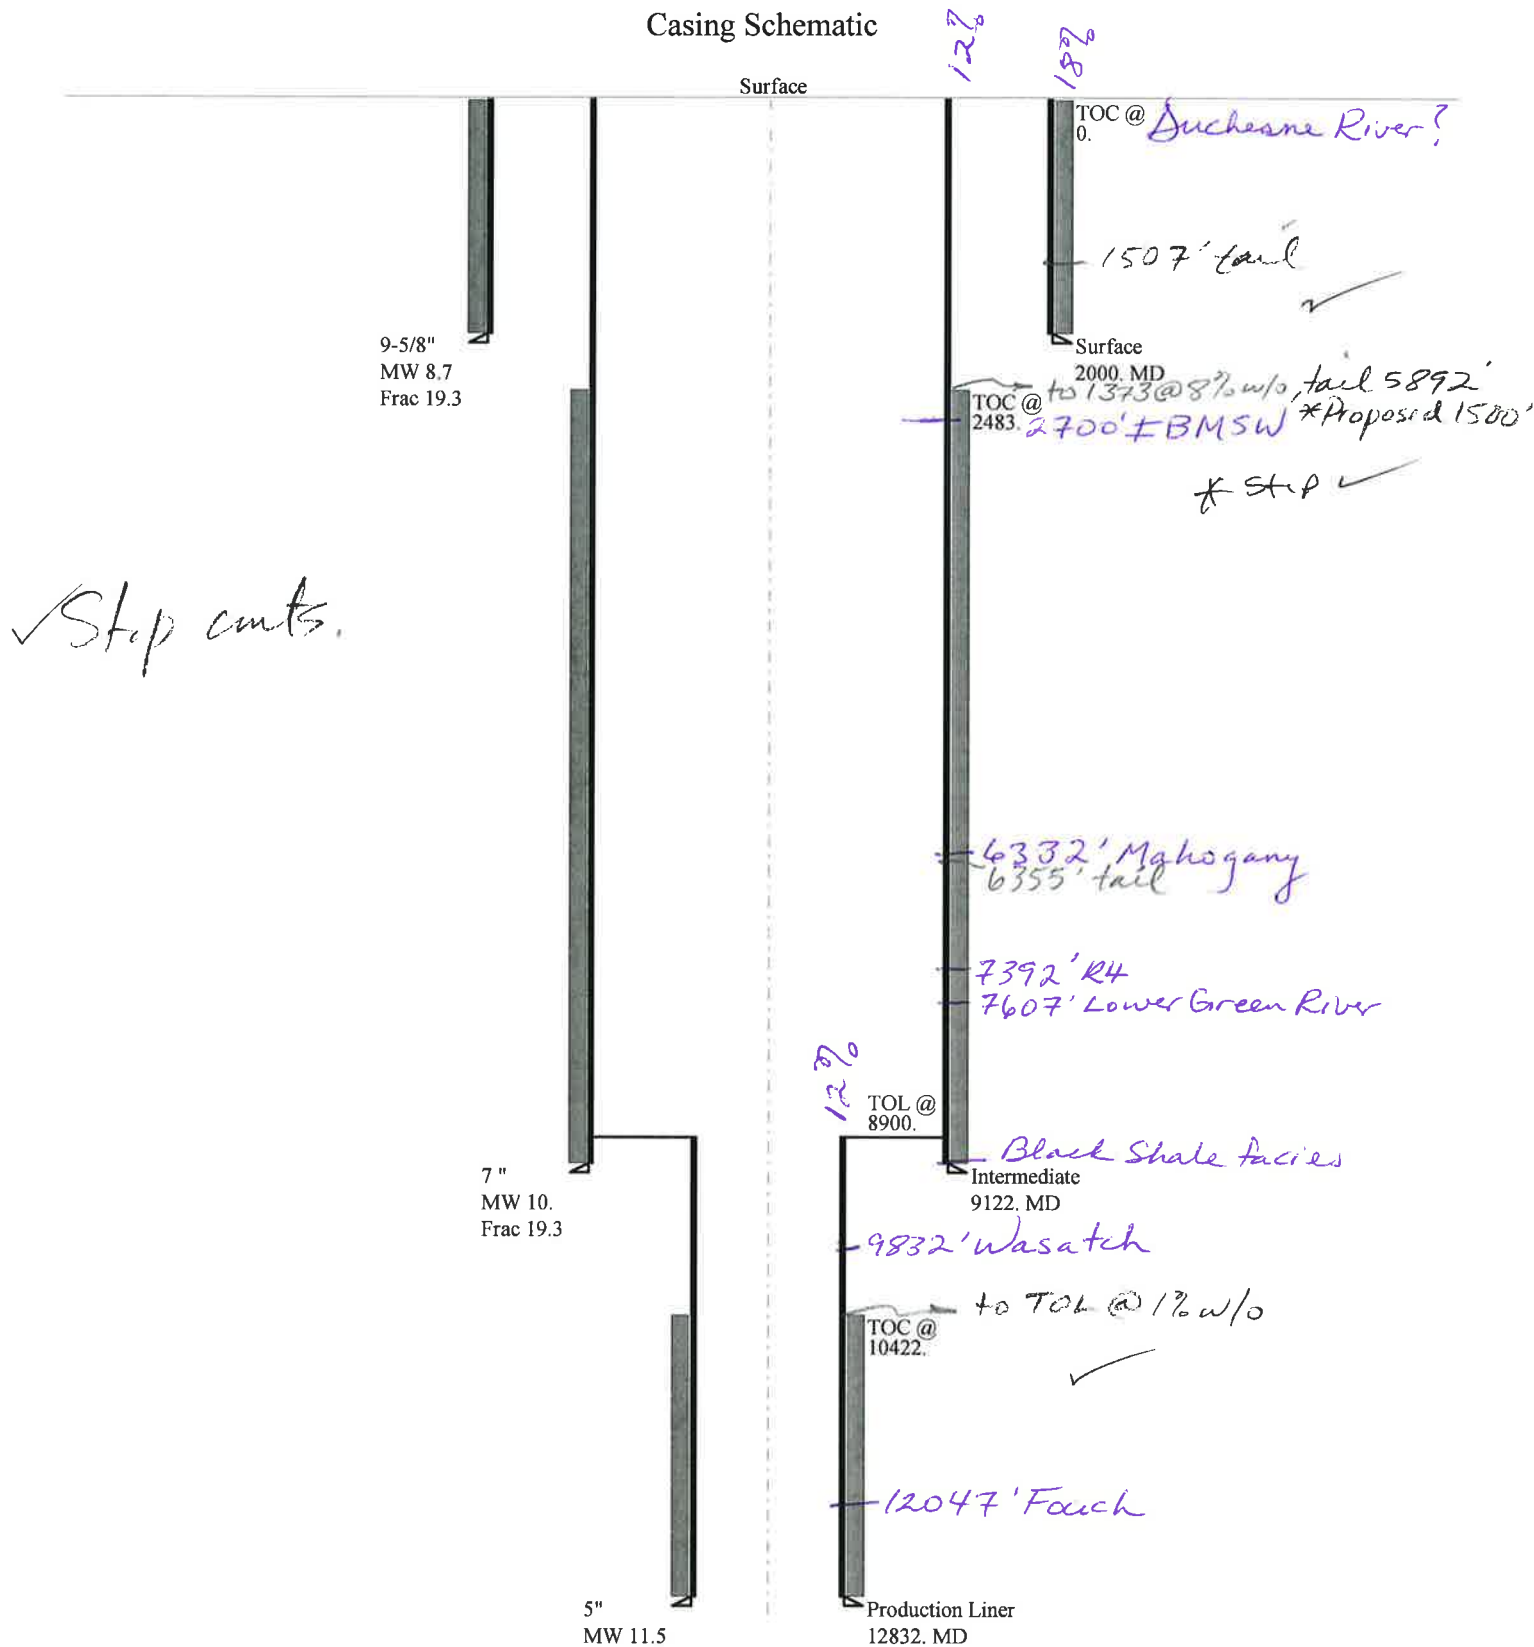 Casing Schematic
12%
18%
Surface
TOC @
0.
Duchesne River?
1507' tail
9-5/8"
MW 8.7
Frac 19.3
Surface
2000. MD
to 1373@8% w/o, tail 5892'
TOC @
2483.
*Proposed 1500'
2700' ± BMSW
* Stip ✓
✓ Stip cmts.
6332' Mahogany
6355' tail
7392' R4
7607' Lower Green River
12%
TOL @
8900.
Black Shale facies
7 "
MW 10.
Frac 19.3
Intermediate
9122. MD
9832' Wasatch
to TOL @ 1% w/o
TOC @
10422.
12047' Fouch
5"
MW 11.5
Production Liner
12832. MD